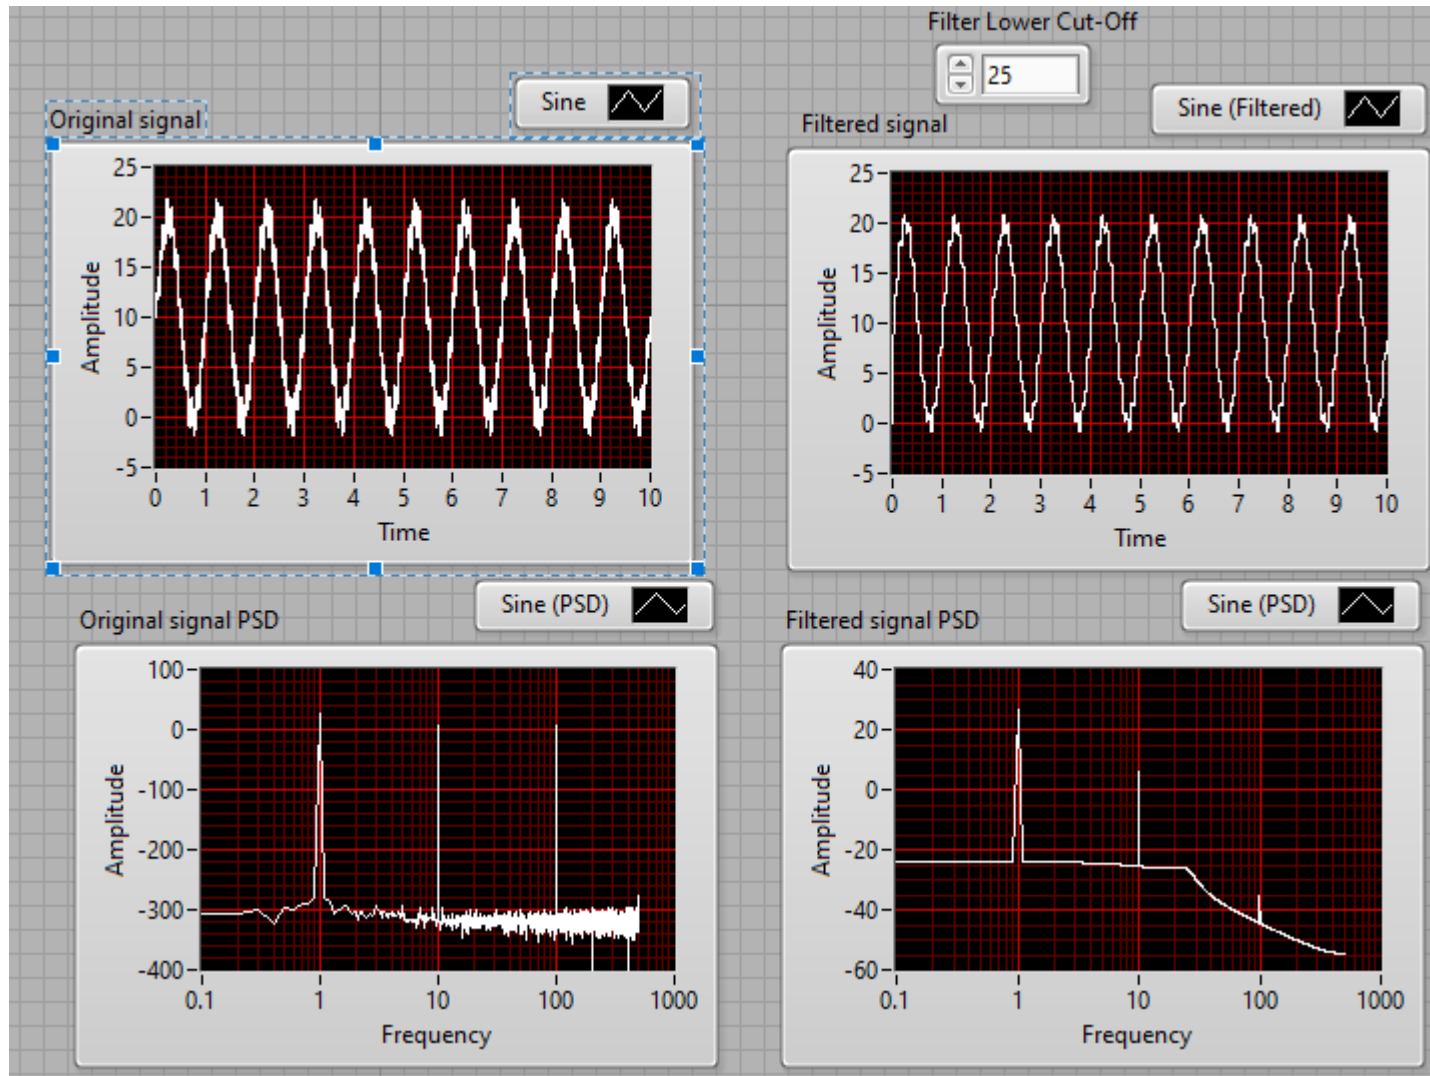 Filter Lower Cut-Off
25
Sine
Sine (Filtered)
Original signal
Filtered signal
25
20
15
10
5
0
-5
Amplitude
0 1 2 3 4 5 6 7 8 9 10
Time
25
20
15
10
5
0
-5
Amplitude
0 1 2 3 4 5 6 7 8 9 10
Time
Sine (PSD)
Original signal PSD
Sine (PSD)
Filtered signal PSD
100
0
-100
-200
-300
-400
Amplitude
0.1 1 10 100 1000
Frequency
40
20
0
-20
-40
-60
Amplitude
0.1 1 10 100 1000
Frequency